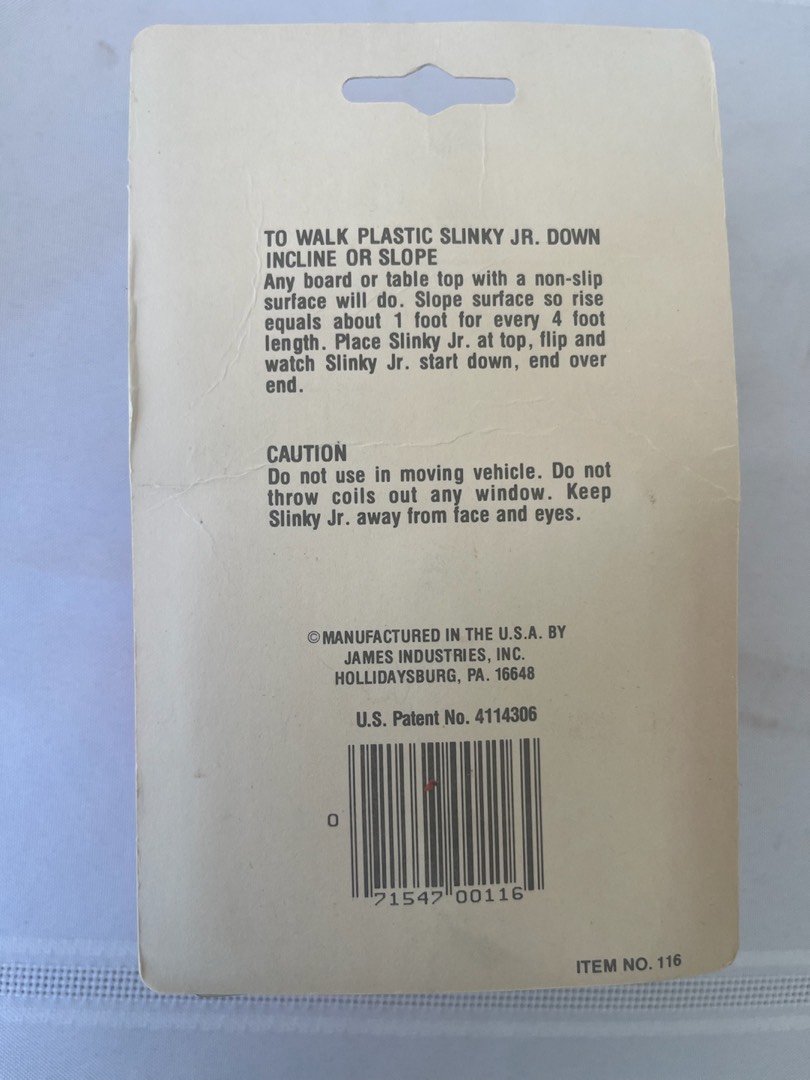 TO WALK PLASTIC SLINKY JR. DOWN
INCLINE OR SLOPE
Any board or table top with a non-slip
surface will do. Slope surface so rise
equals about 1 foot for every 4 foot
length. Place Slinky Jr. at top, flip and
watch Slinky Jr. start down, end over
end.
CAUTION
Do not use in moving vehicle. Do not
throw coils out any window. Keep
Slinky Jr. away from face and eyes.
©MANUFACTURED IN THE U.S.A. BY
JAMES INDUSTRIES, INC.
HOLLIDAYSBURG, PA. 16648
U.S. Patent No. 4114306
0
71547 00116
ITEM NO. 116